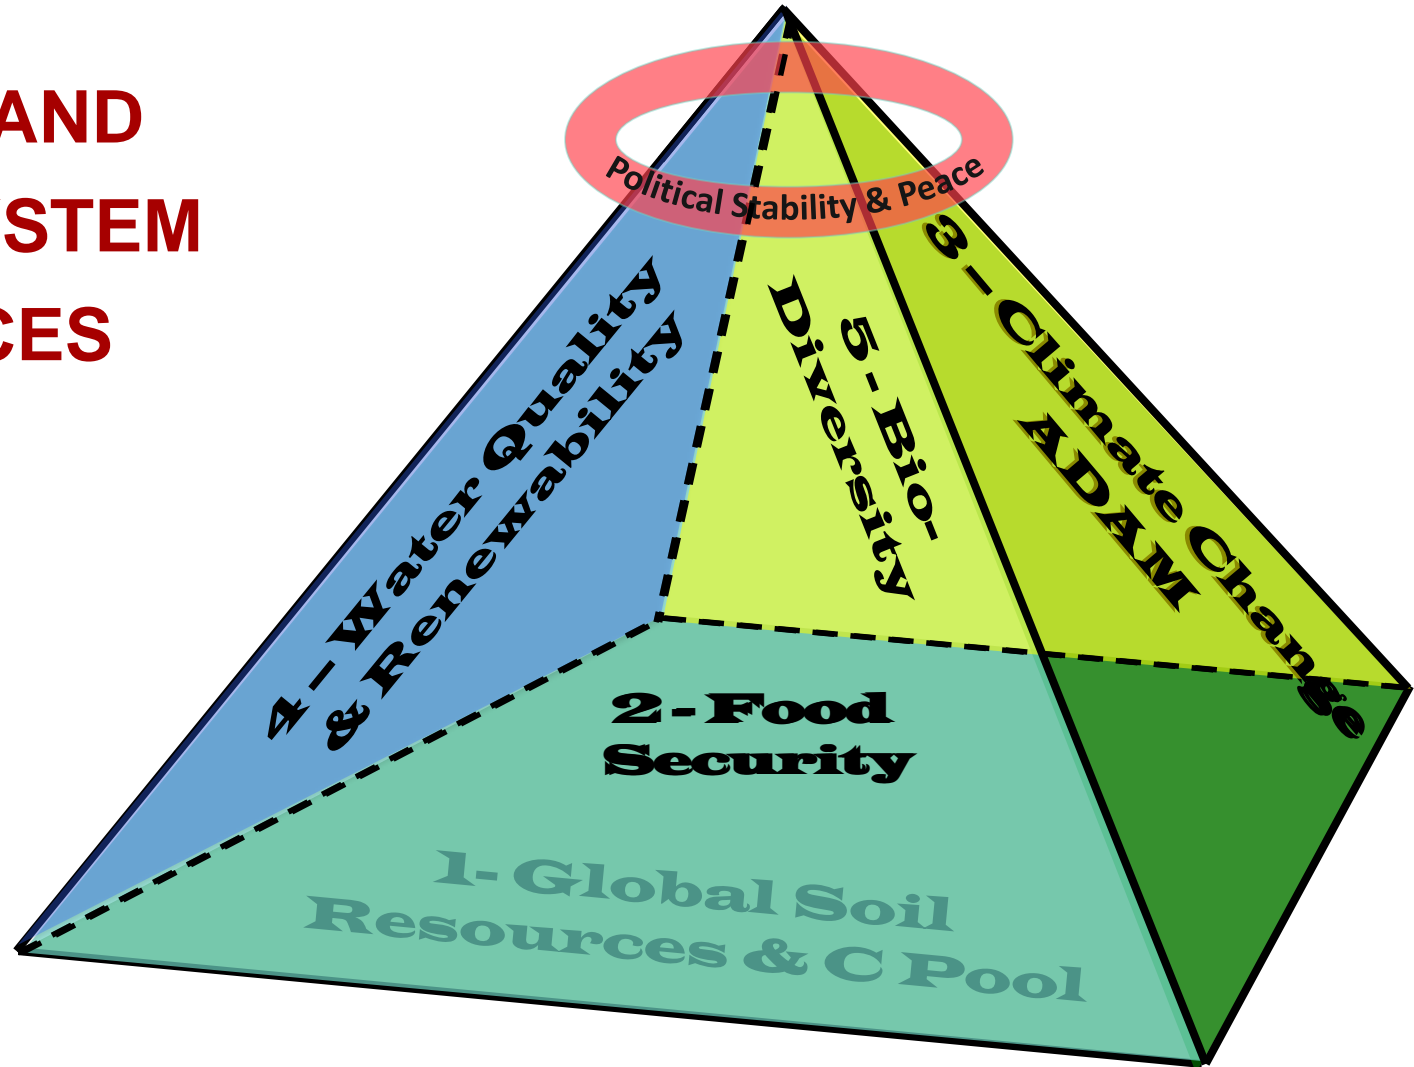 AND
YSTEM
CES
Political Stability & Peace
4 – Water Quality
& Renewability
5 - Bio-
Diversity
3 – Climate Change
ADAM
2 - Food
Security
1- Global Soil
Resources & C Pool